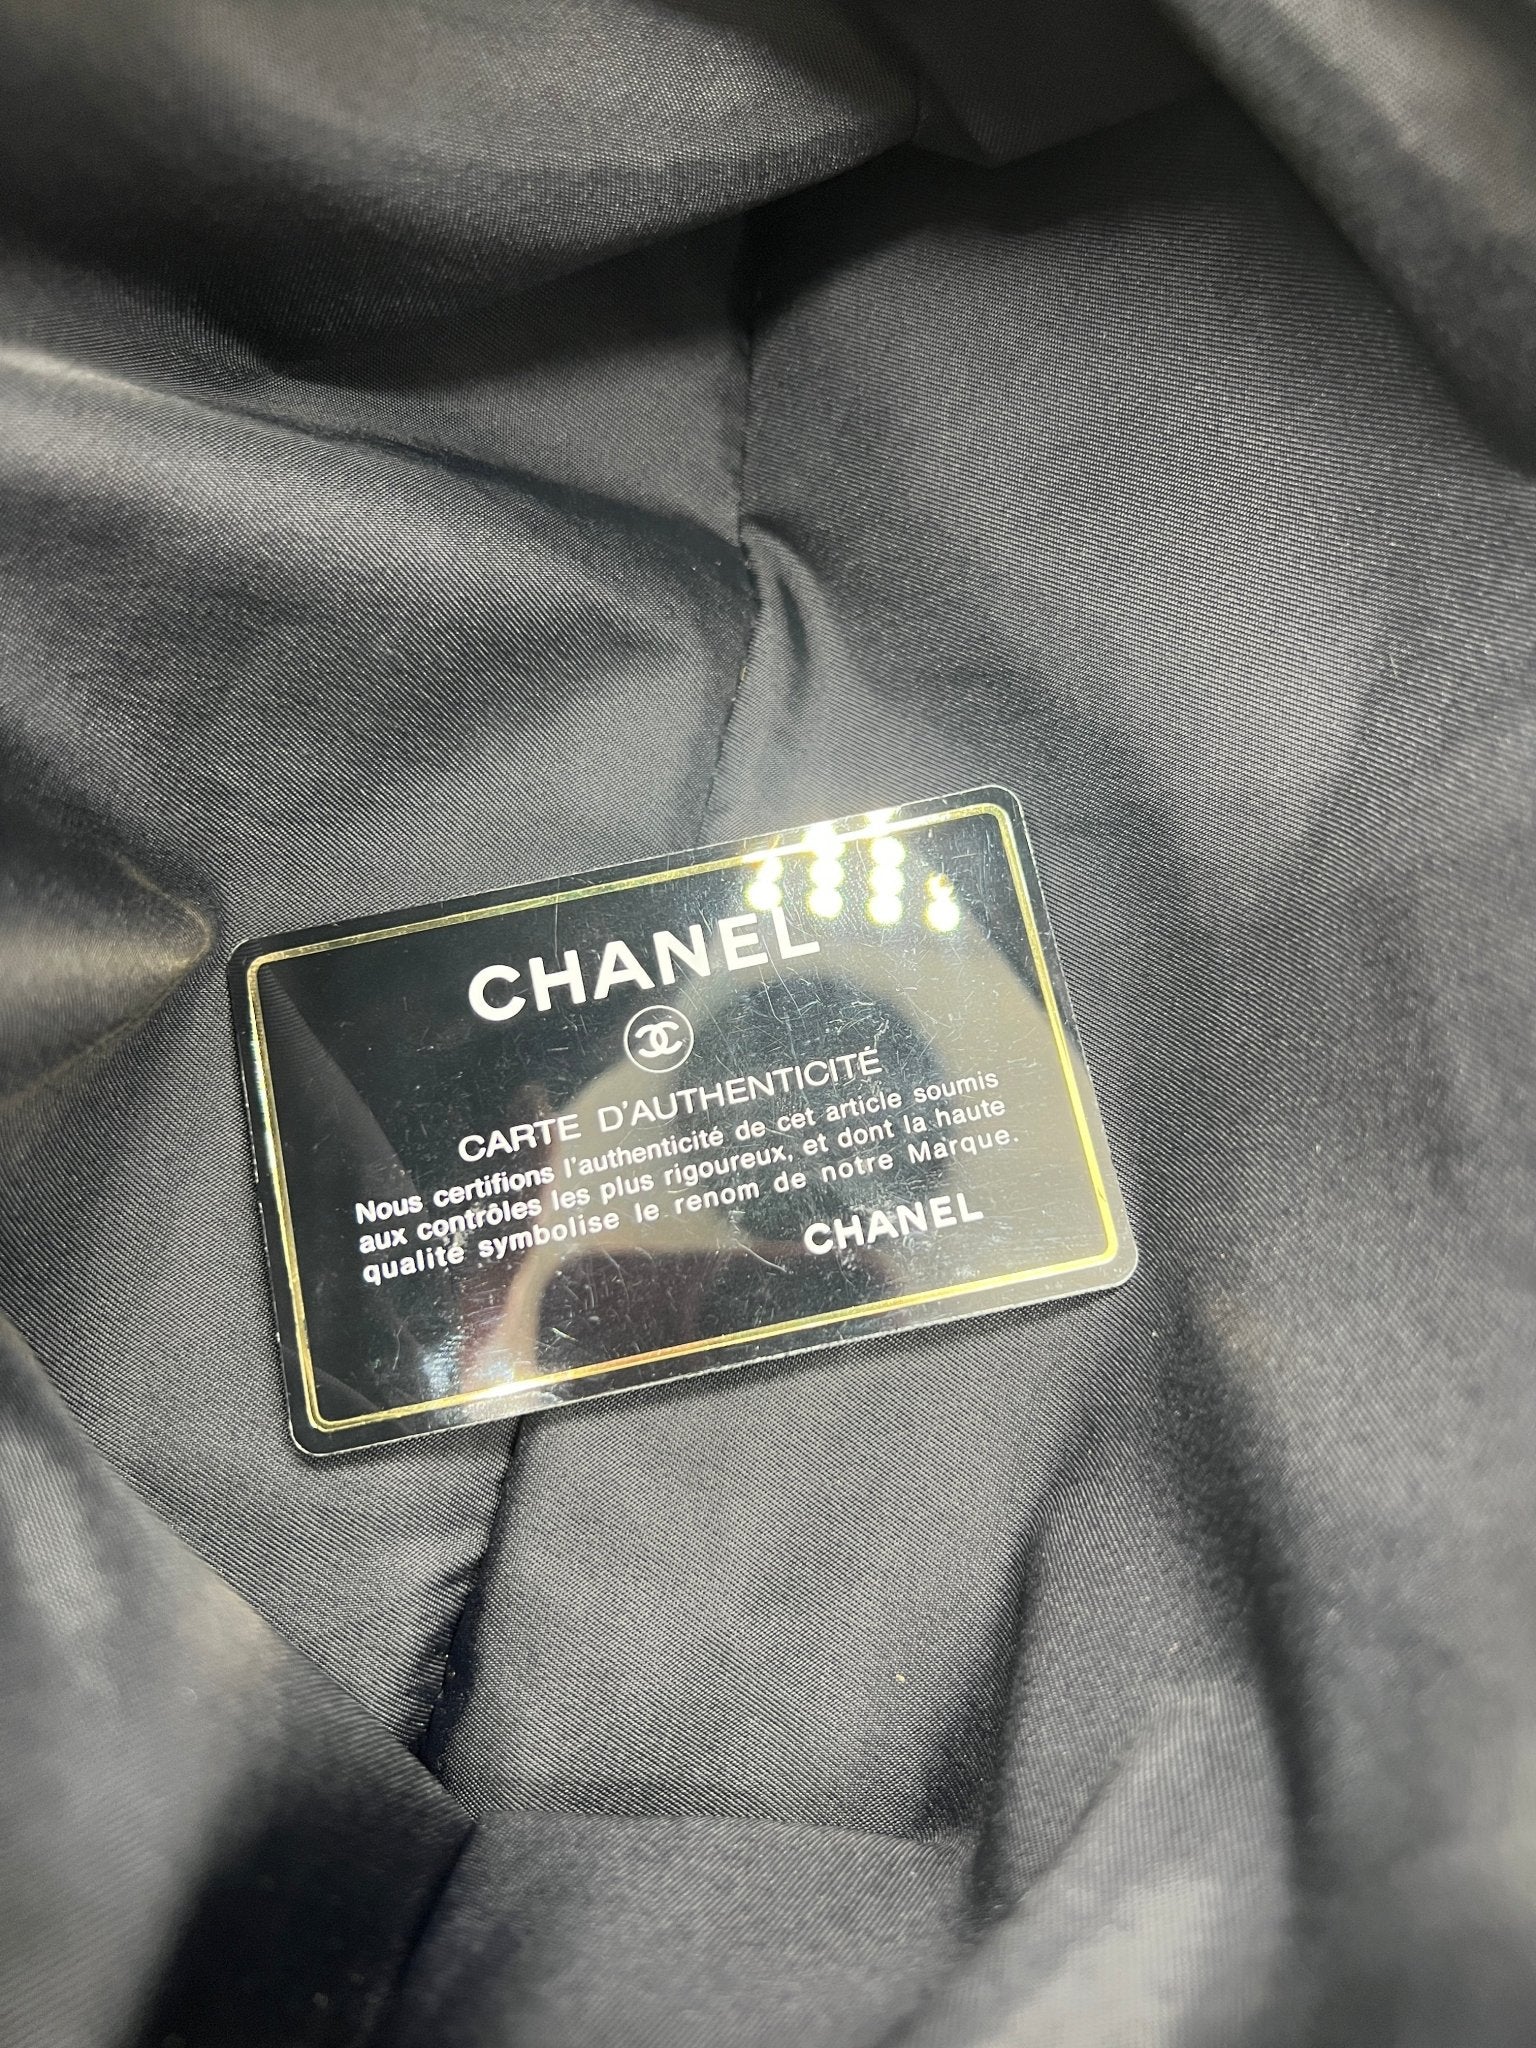 CHANEL
CARTE D'AUTHENTICITÉ
Nous certifions l'authenticité de cet article soumis
aux contrôles les plus rigoureux, et dont la haute
qualité symbolise le renom de notre Marque.
CHANEL